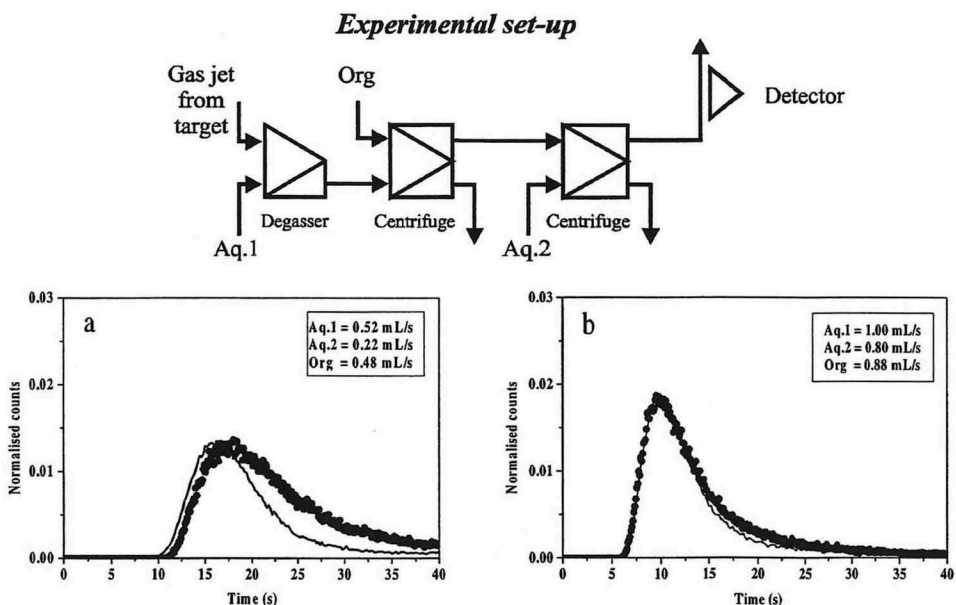 Experimental set-up
Gas jet
from
target
Org
Detector
Degasser
Centrifuge
Centrifuge
Aq.1
Aq.2
a
Aq.1 = 0.52 mL/s
Aq.2 = 0.22 mL/s
Org = 0.48 mL/s
0.03
0.02
0.01
0.00
Normalised counts
0 5 10 15 20 25 30 35 40
Time (s)
b
Aq.1 = 1.00 mL/s
Aq.2 = 0.80 mL/s
Org = 0.88 mL/s
0.03
0.02
0.01
0.00
Normalised counts
0 5 10 15 20 25 30 35 40
Time (s)